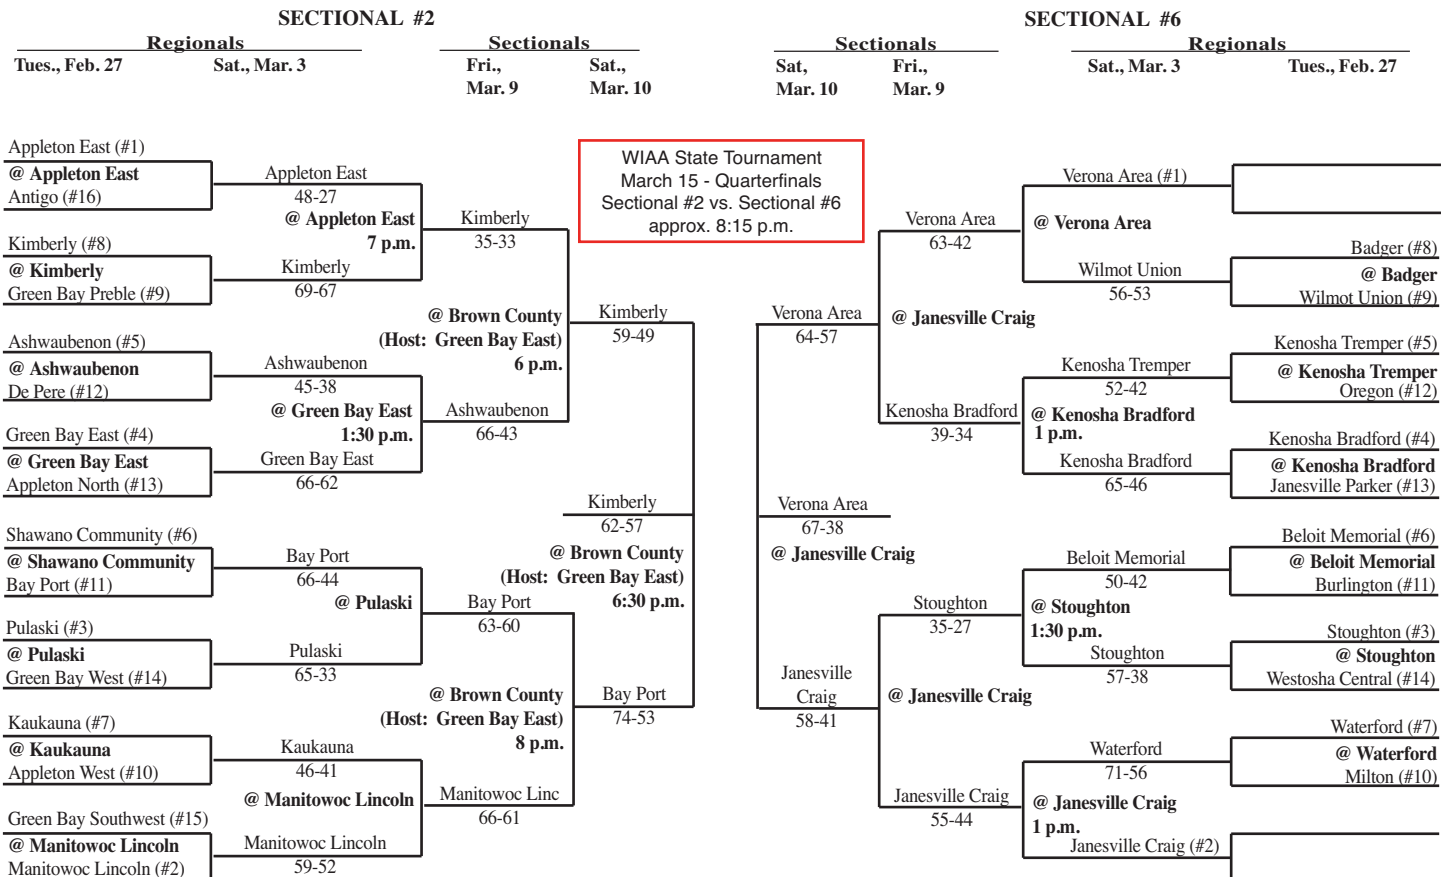 SECTIONAL #2
Regionals
Sectionals
Tues., Feb. 27
Sat., Mar. 3
Fri.,
Mar. 9
Sat.,
Mar. 10
Appleton East (#1)
@ Appleton East
Antigo (#16)
Kimberly (#8)
@ Kimberly
Green Bay Preble (#9)
Ashwaubenon (#5)
@ Ashwaubenon
De Pere (#12)
Green Bay East (#4)
@ Green Bay East
Appleton North (#13)
Shawano Community (#6)
@ Shawano Community
Bay Port (#11)
Pulaski (#3)
@ Pulaski
Green Bay West (#14)
Kaukauna (#7)
@ Kaukauna
Appleton West (#10)
Green Bay Southwest (#15)
@ Manitowoc Lincoln
Manitowoc Lincoln (#2)
Appleton East
48-27
@ Appleton East
7 p.m.
Kimberly
69-67
Ashwaubenon
45-38
@ Green Bay East
1:30 p.m.
Green Bay East
66-62
Bay Port
66-44
@ Pulaski
Pulaski
65-33
Kaukauna
46-41
@ Manitowoc Lincoln
Manitowoc Lincoln
59-52
Kimberly
35-33
@ Brown County
(Host: Green Bay East)
6 p.m.
Ashwaubenon
66-43
Bay Port
63-60
@ Brown County
(Host: Green Bay East)
8 p.m.
Manitowoc Linc
66-61
Kimberly
59-49
Kimberly
62-57
@ Brown County
(Host: Green Bay East)
6:30 p.m.
Bay Port
74-53
WIAA State Tournament
March 15 - Quarterfinals
Sectional #2 vs. Sectional #6
approx. 8:15 p.m.
SECTIONAL #6
Sectionals
Regionals
Sat,
Mar. 10
Fri.,
Mar. 9
Sat., Mar. 3
Tues., Feb. 27
Verona Area
64-57
Verona Area
67-38
@ Janesville Craig
Janesville
Craig
58-41
Verona Area
63-42
@ Janesville Craig
Kenosha Bradford
39-34
Stoughton
35-27
@ Janesville Craig
Janesville Craig
55-44
Verona Area (#1)
@ Verona Area
Wilmot Union
56-53
Kenosha Tremper
52-42
@ Kenosha Bradford
1 p.m.
Kenosha Bradford
65-46
Beloit Memorial
50-42
@ Stoughton
1:30 p.m.
Stoughton
57-38
Waterford
71-56
@ Janesville Craig
1 p.m.
Janesville Craig (#2)
Badger (#8)
@ Badger
Wilmot Union (#9)
Kenosha Tremper (#5)
@ Kenosha Tremper
Oregon (#12)
Kenosha Bradford (#4)
@ Kenosha Bradford
Janesville Parker (#13)
Beloit Memorial (#6)
@ Beloit Memorial
Burlington (#11)
Stoughton (#3)
@ Stoughton
Westosha Central (#14)
Waterford (#7)
@ Waterford
Milton (#10)